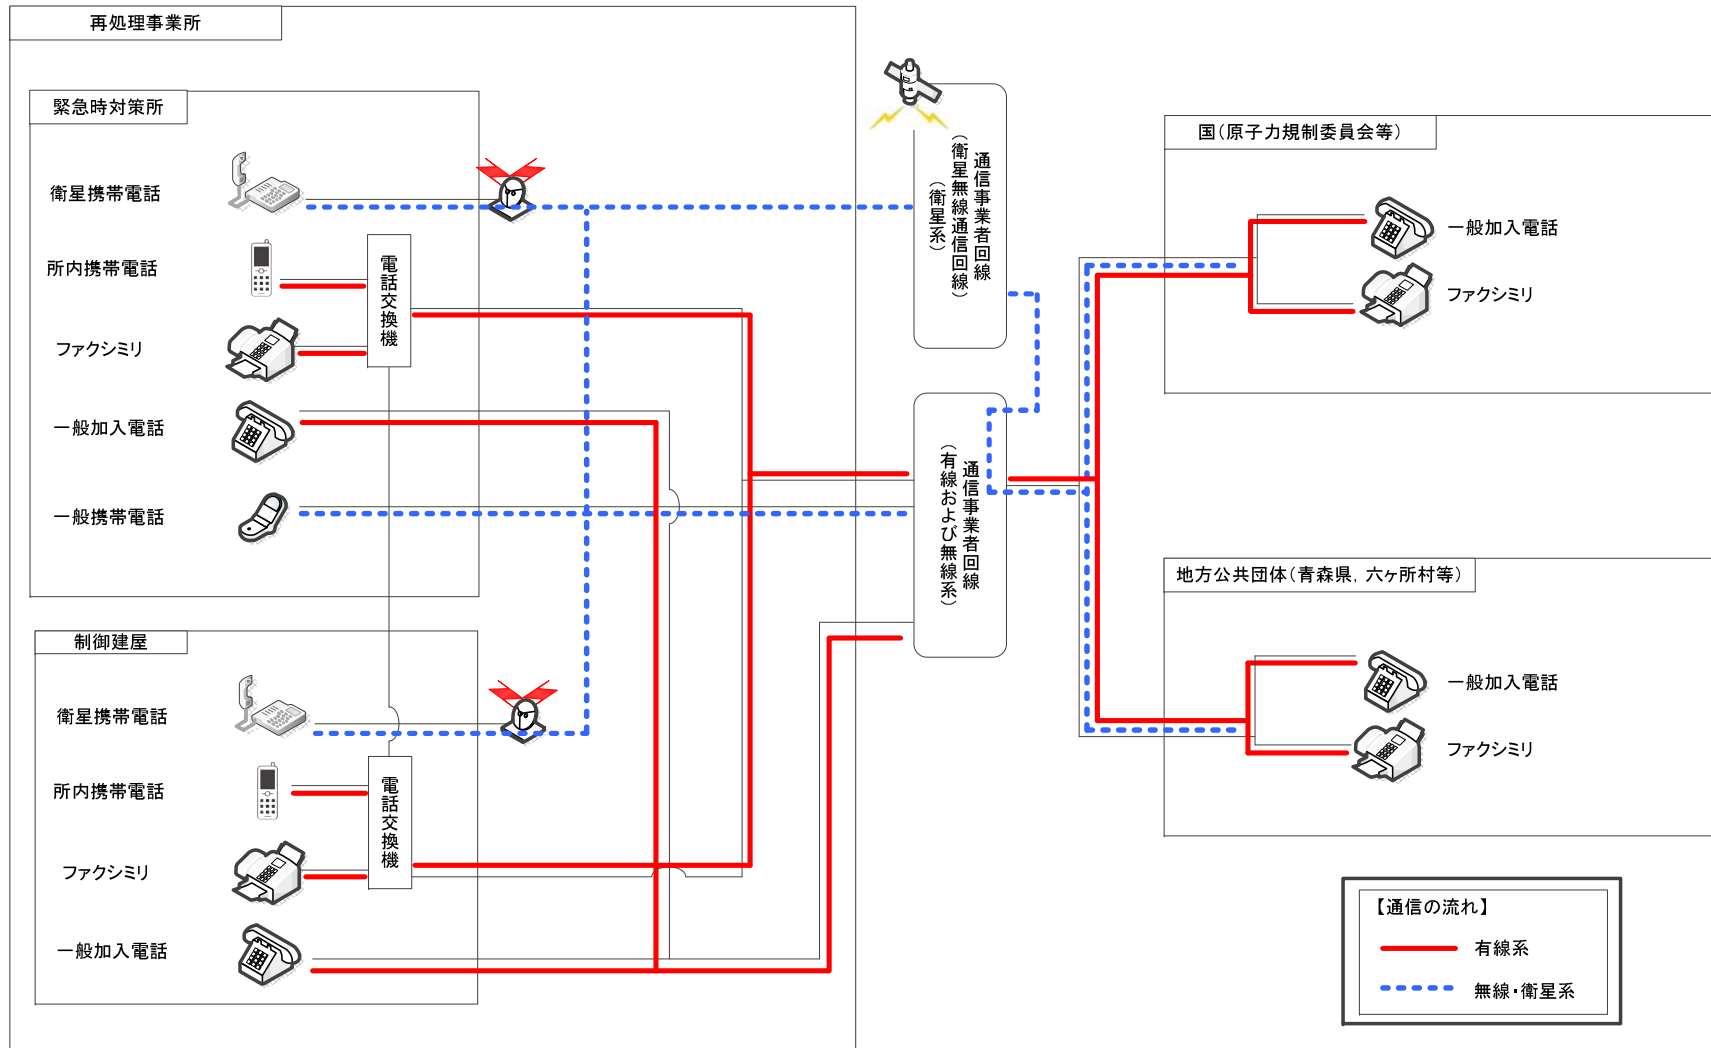 再処理事業所
緊急時対策所
衛星携帯電話
所内携帯電話
ファクシミリ
一般加入電話
一般携帯電話
電話交換機
制御建屋
衛星携帯電話
所内携帯電話
ファクシミリ
一般加入電話
電話交換機
通信事業者回線
(衛星無線通信回線)
(衛星系)
通信事業者回線
(有線および無線系)
国(原子力規制委員会等)
一般加入電話
ファクシミリ
地方公共団体(青森県, 六ヶ所村等)
一般加入電話
ファクシミリ
【通信の流れ】
有線系
無線・衛星系